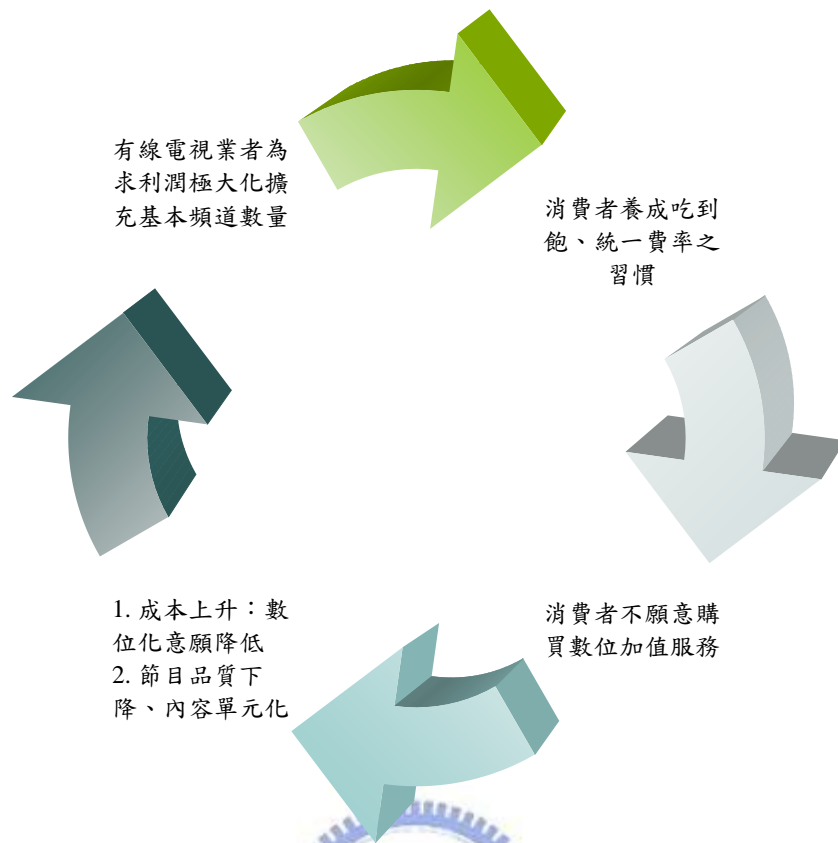 有線電視業者為
求利潤極大化擴
充基本頻道數量
消費者養成吃到
飽、統一費率之
習慣
消費者不願意購
買數位加值服務
1. 成本上升：數
位化意願降低
2. 節目品質下
降、內容單元化